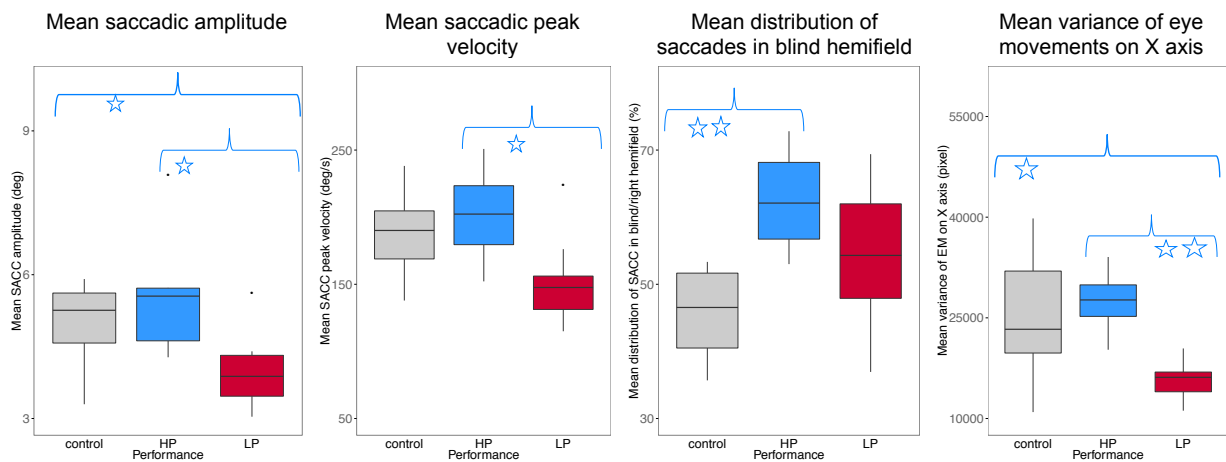 Mean saccadic amplitude
Mean SACC amplitude (deg)
9
6
3
control HP LP
Performance
Mean saccadic peak
velocity
Mean SACC peak velocity (deg/s)
250
150
50
control HP LP
Performance
Mean distribution of
saccades in blind hemifield
Mean distribution of SACC in blind/right hemifield (%)
70
50
30
control HP LP
Performance
Mean variance of eye
movements on X axis
Mean variance of EM on X axis (pixel)
55000
40000
25000
10000
control HP LP
Performance